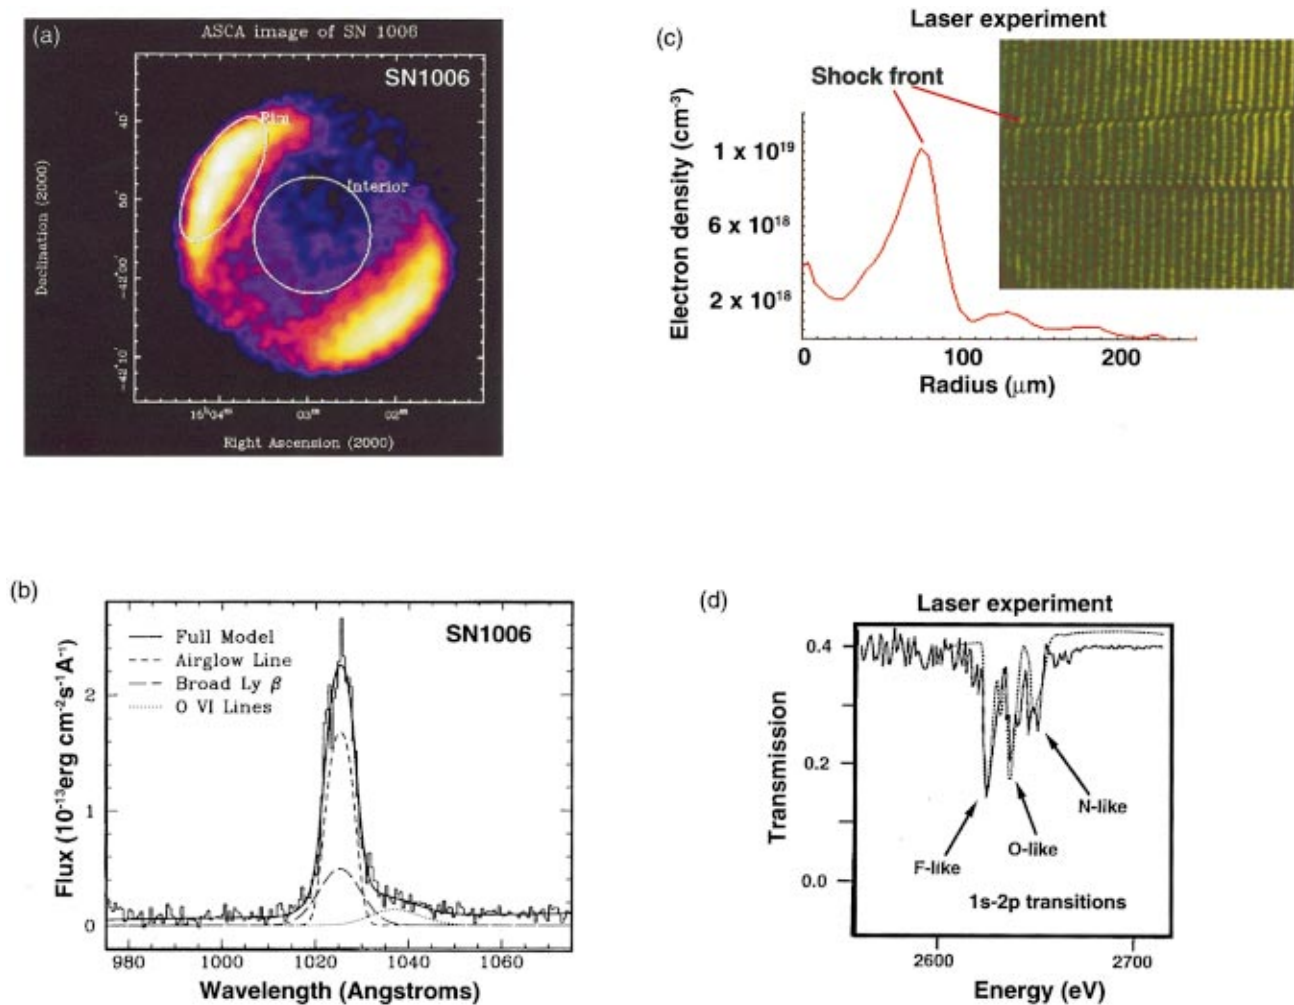 (a)
ASCA image of SN 1006
SN1006
Rim
Interior
Declination (2000)
40'
50'
-42°00'
-42°10'
15ʰ04ᵐ
03ᵐ
02ᵐ
Right Ascension (2000)
(c)
Laser experiment
Shock front
Electron density (cm⁻³)
1 x 10¹⁹
6 x 10¹⁸
2 x 10¹⁸
0
100
200
Radius (μm)
(b)
SN1006
Full Model
Airglow Line
Broad Ly β
O VI Lines
Flux (10⁻¹³erg cm⁻²s⁻¹A⁻¹)
2
1
0
980
1000
1020
1040
1060
Wavelength (Angstroms)
(d)
Laser experiment
Transmission
0.4
0.2
0.0
N-like
O-like
F-like
1s-2p transitions
2600
2700
Energy (eV)